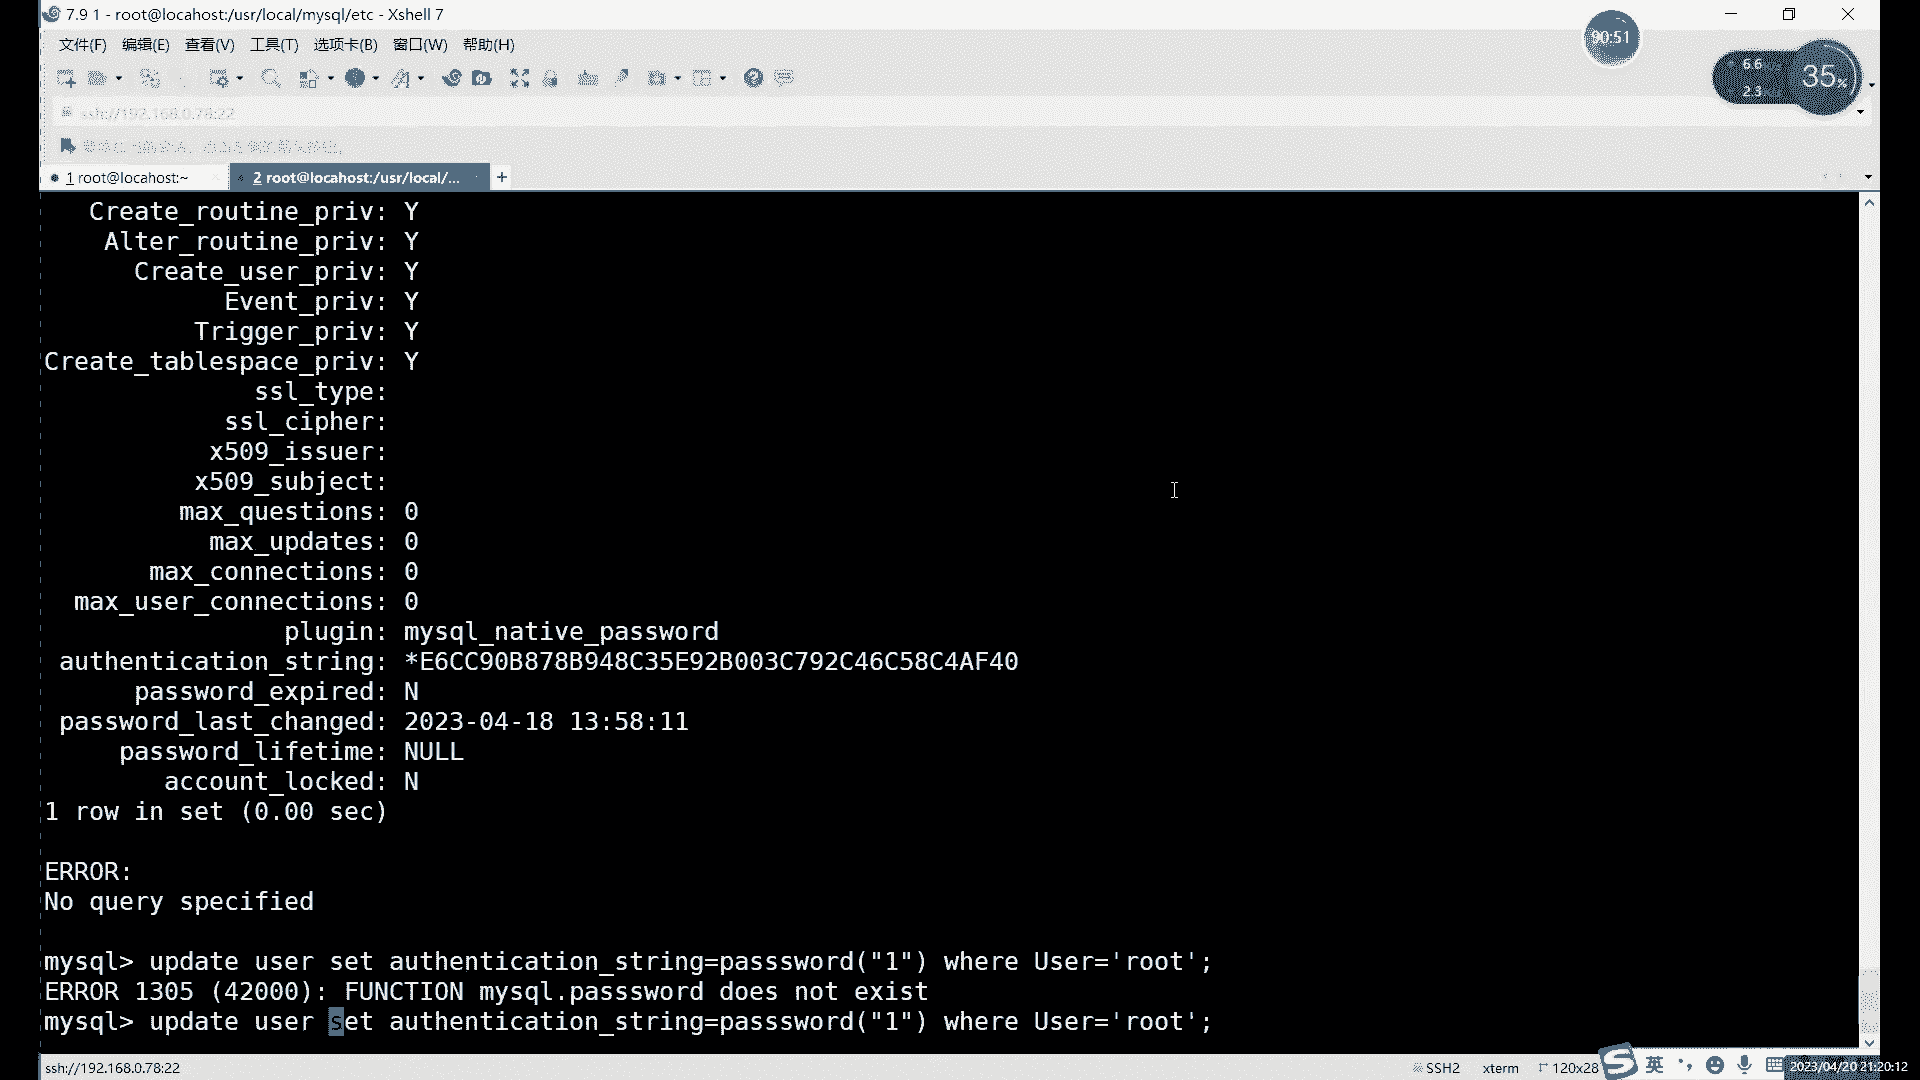 7.9 1 - root@locahost:/usr/local/mysql/etc - Xshell 7
90:51
文件(F) 编辑(E) 查看(V) 工具(T) 选项卡(B) 窗口(W) 帮助(H)
6.6
35%
2.3
ssh://192.168.0.78:22
1 root@locahost:~
2 root@locahost:/usr/local/...
+
Create_routine_priv: Y
Alter_routine_priv: Y
Create_user_priv: Y
Event_priv: Y
Trigger_priv: Y
Create_tablespace_priv: Y
ssl_type:
ssl_cipher:
x509_issuer:
x509_subject:
max_questions: 0
max_updates: 0
max_connections: 0
max_user_connections: 0
plugin: mysql_native_password
authentication_string: *E6CC90B878B948C35E92B003C792C46C58C4AF40
password_expired: N
password_last_changed: 2023-04-18 13:58:11
password_lifetime: NULL
account_locked: N
1 row in set (0.00 sec)
ERROR:
No query specified
mysql> update user set authentication_string=passsword("1") where User='root';
ERROR 1305 (42000): FUNCTION mysql.passsword does not exist
mysql> update user set authentication_string=passsword("1") where User='root';
ssh://192.168.0.78:22
SSH2
xterm
120x28
英
2023/04/20 21:20:12